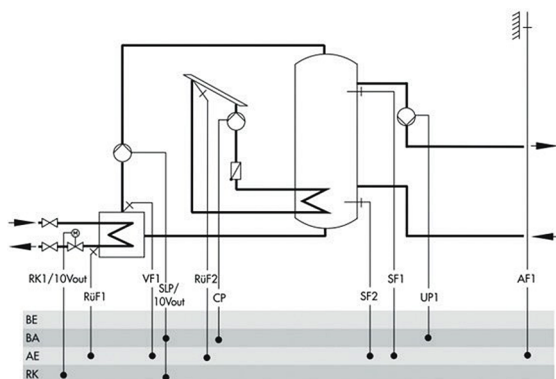 M
RK1/10Vout
RüF1
VF1
SLP/
10Vout
RüF2
CP
SF2
SF1
UP1
AF1
BE
BA
AE
RK